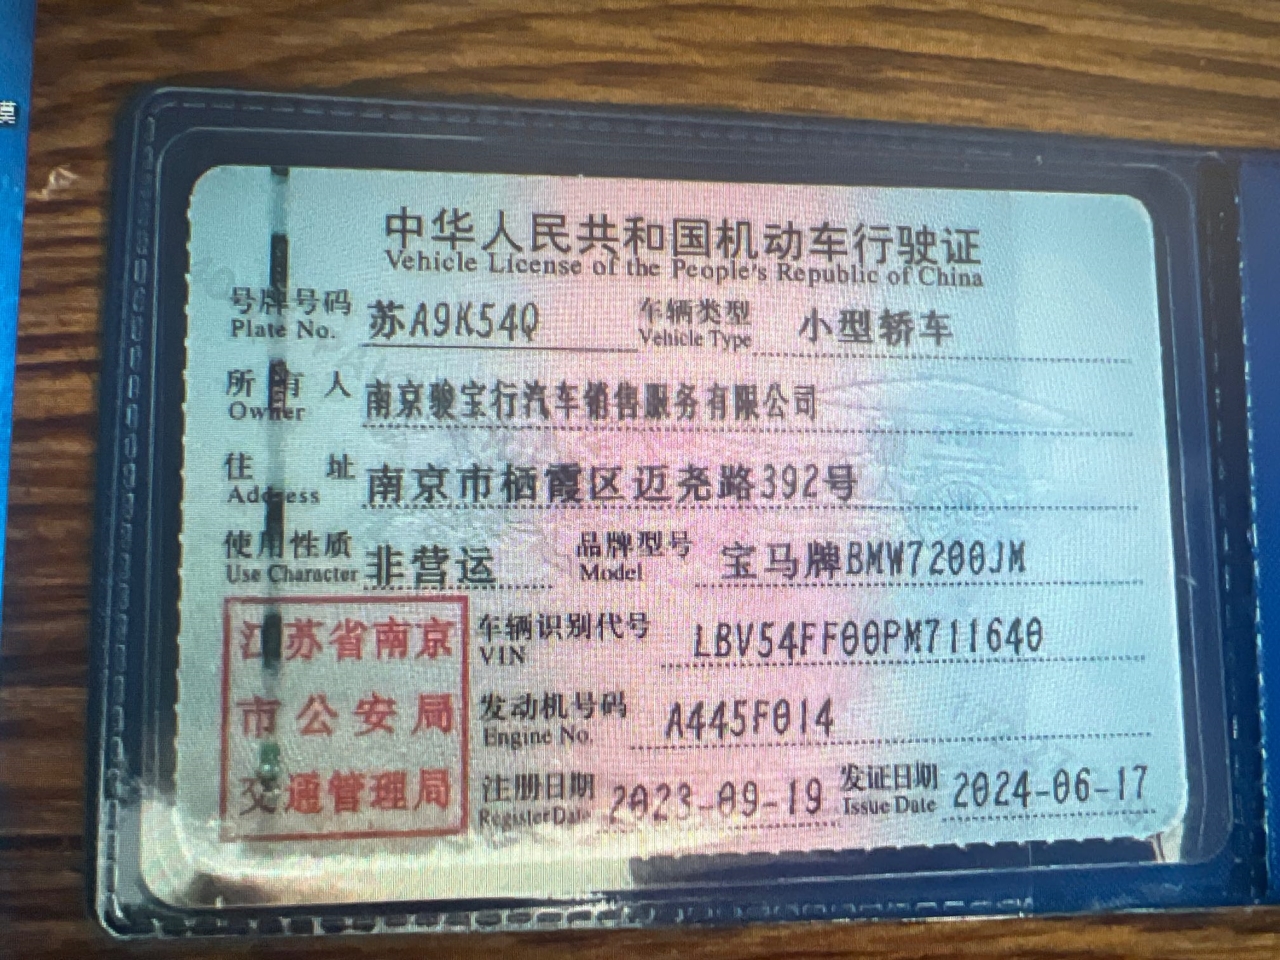 模
中华人民共和国机动车行驶证
Vehicle License of the People's Republic of China
号牌号码 苏A9K54Q 车辆类型 小型轿车
Plate No. Vehicle Type
所有人 南京骏宝行汽车销售服务有限公司
Owner
住址 南京市栖霞区迈尧路392号
Address
使用性质 非营运 品牌型号 宝马牌BMW7200JM
Use Character Model
江苏省南京 车辆识别代号 LBV54FF00PM711640
VIN
市公安局 发动机号码 A445F014
Engine No.
交通管理局 注册日期 2023-09-19 发证日期 2024-06-17
Register Date Issue Date